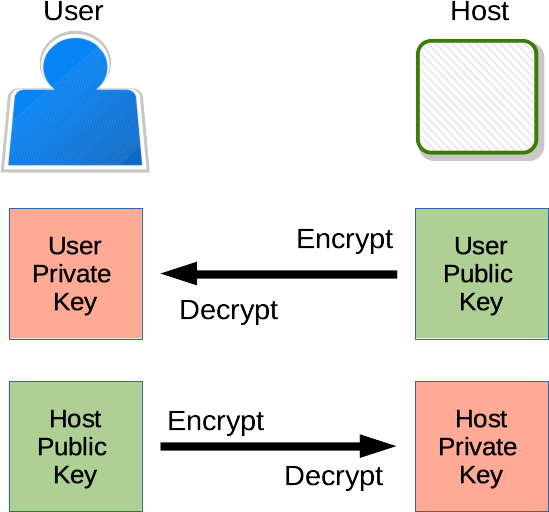 User
Host
User
Private
Key
Encrypt
Decrypt
User
Public
Key
Host
Public
Key
Encrypt
Decrypt
Host
Private
Key